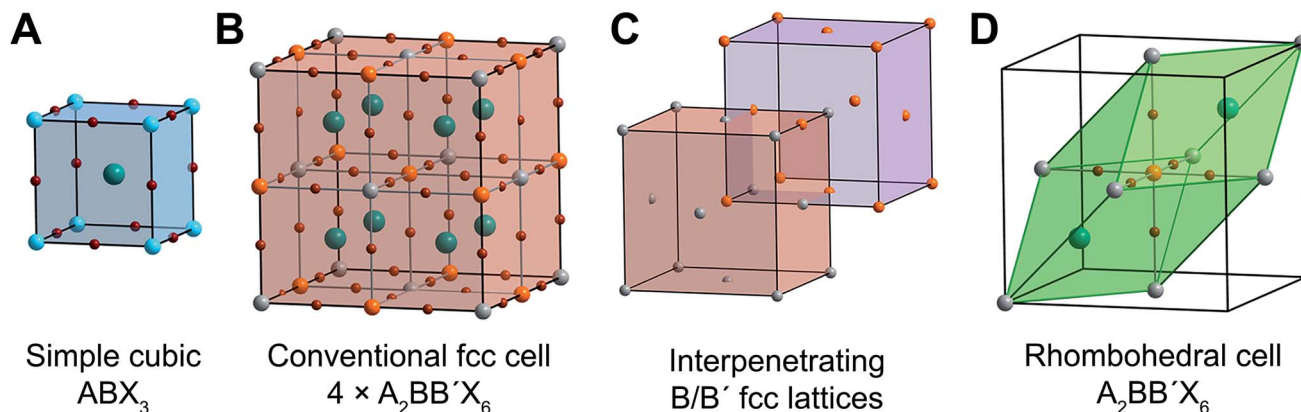 A
B
C
D
Simple cubic
ABX₃
Conventional fcc cell
4 × A₂BB´X₆
Interpenetrating
B/B´ fcc lattices
Rhombohedral cell
A₂BB´X₆